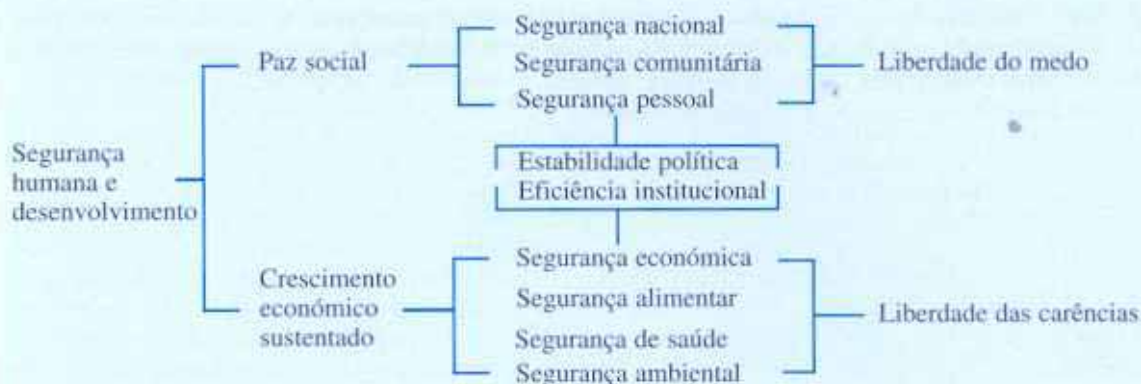 Segurança humana e desenvolvimento
Paz social
Segurança nacional
Segurança comunitária
Segurança pessoal
Liberdade do medo
Estabilidade política
Eficiência institucional
Crescimento económico sustentado
Segurança económica
Segurança alimentar
Segurança de saúde
Segurança ambiental
Liberdade das carências